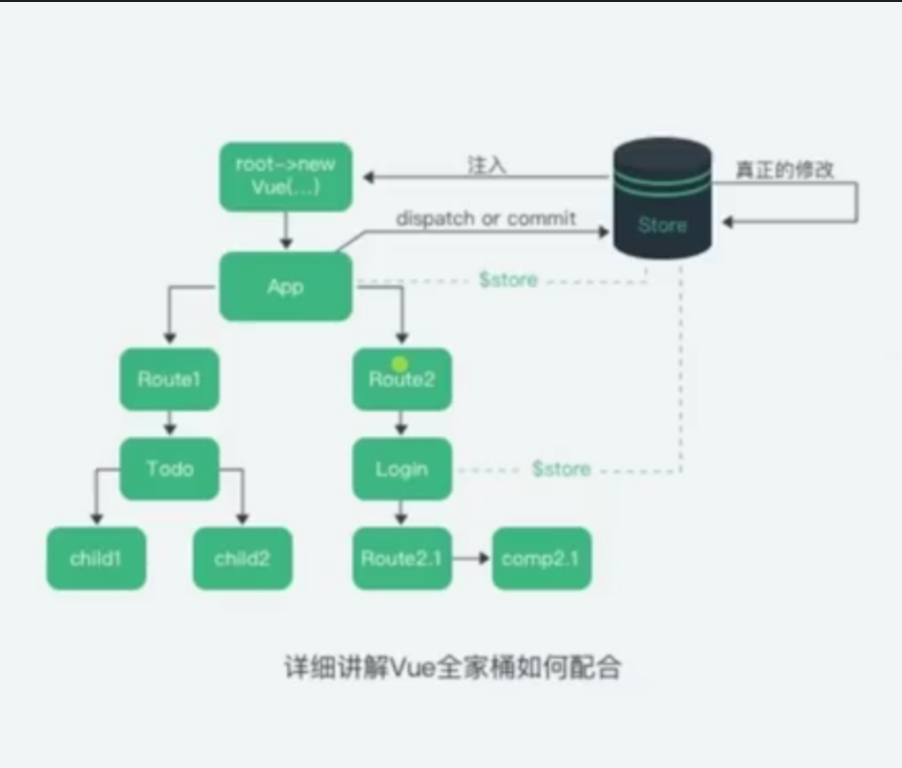 root->new
Vue(...)
注入
真正的修改
dispatch or commit
Store
App
$store
Route1
Route2
Todo
Login
$store
child1
child2
Route2.1
comp2.1
详细讲解Vue全家桶如何配合